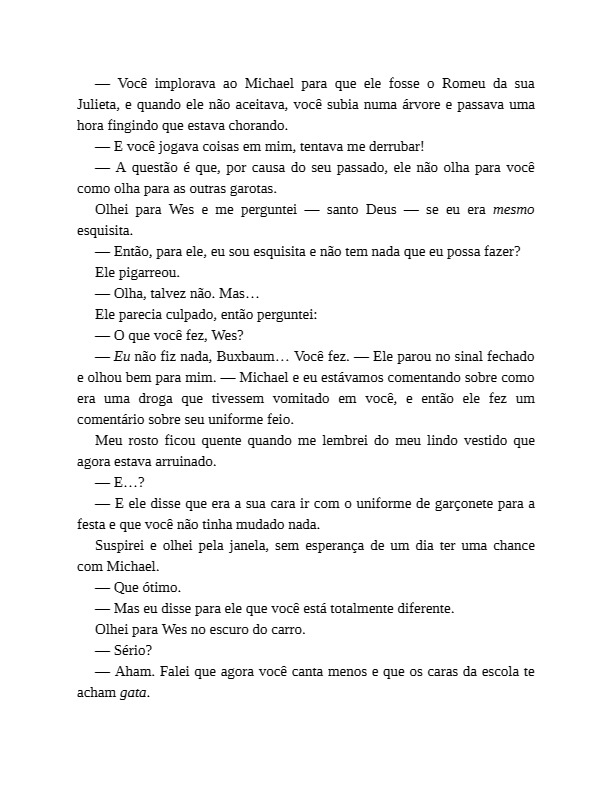 — Você implorava ao Michael para que ele fosse o Romeu da sua
Julieta, e quando ele não aceitava, você subia numa árvore e passava uma
hora fingindo que estava chorando.
— E você jogava coisas em mim, tentava me derrubar!
— A questão é que, por causa do seu passado, ele não olha para você
como olha para as outras garotas.
Olhei para Wes e me perguntei — santo Deus — se eu era mesmo
esquisita.
— Então, para ele, eu sou esquisita e não tem nada que eu possa fazer?
Ele pigarreou.
— Olha, talvez não. Mas…
Ele parecia culpado, então perguntei:
— O que você fez, Wes?
— Eu não fiz nada, Buxbaum… Você fez. — Ele parou no sinal fechado
e olhou bem para mim. — Michael e eu estávamos comentando sobre como
era uma droga que tivessem vomitado em você, e então ele fez um
comentário sobre seu uniforme feio.
Meu rosto ficou quente quando me lembrei do meu lindo vestido que
agora estava arruinado.
— E…?
— E ele disse que era a sua cara ir com o uniforme de garçonete para a
festa e que você não tinha mudado nada.
Suspirei e olhei pela janela, sem esperança de um dia ter uma chance
com Michael.
— Que ótimo.
— Mas eu disse para ele que você está totalmente diferente.
Olhei para Wes no escuro do carro.
— Sério?
— Aham. Falei que agora você canta menos e que os caras da escola te
acham gata.